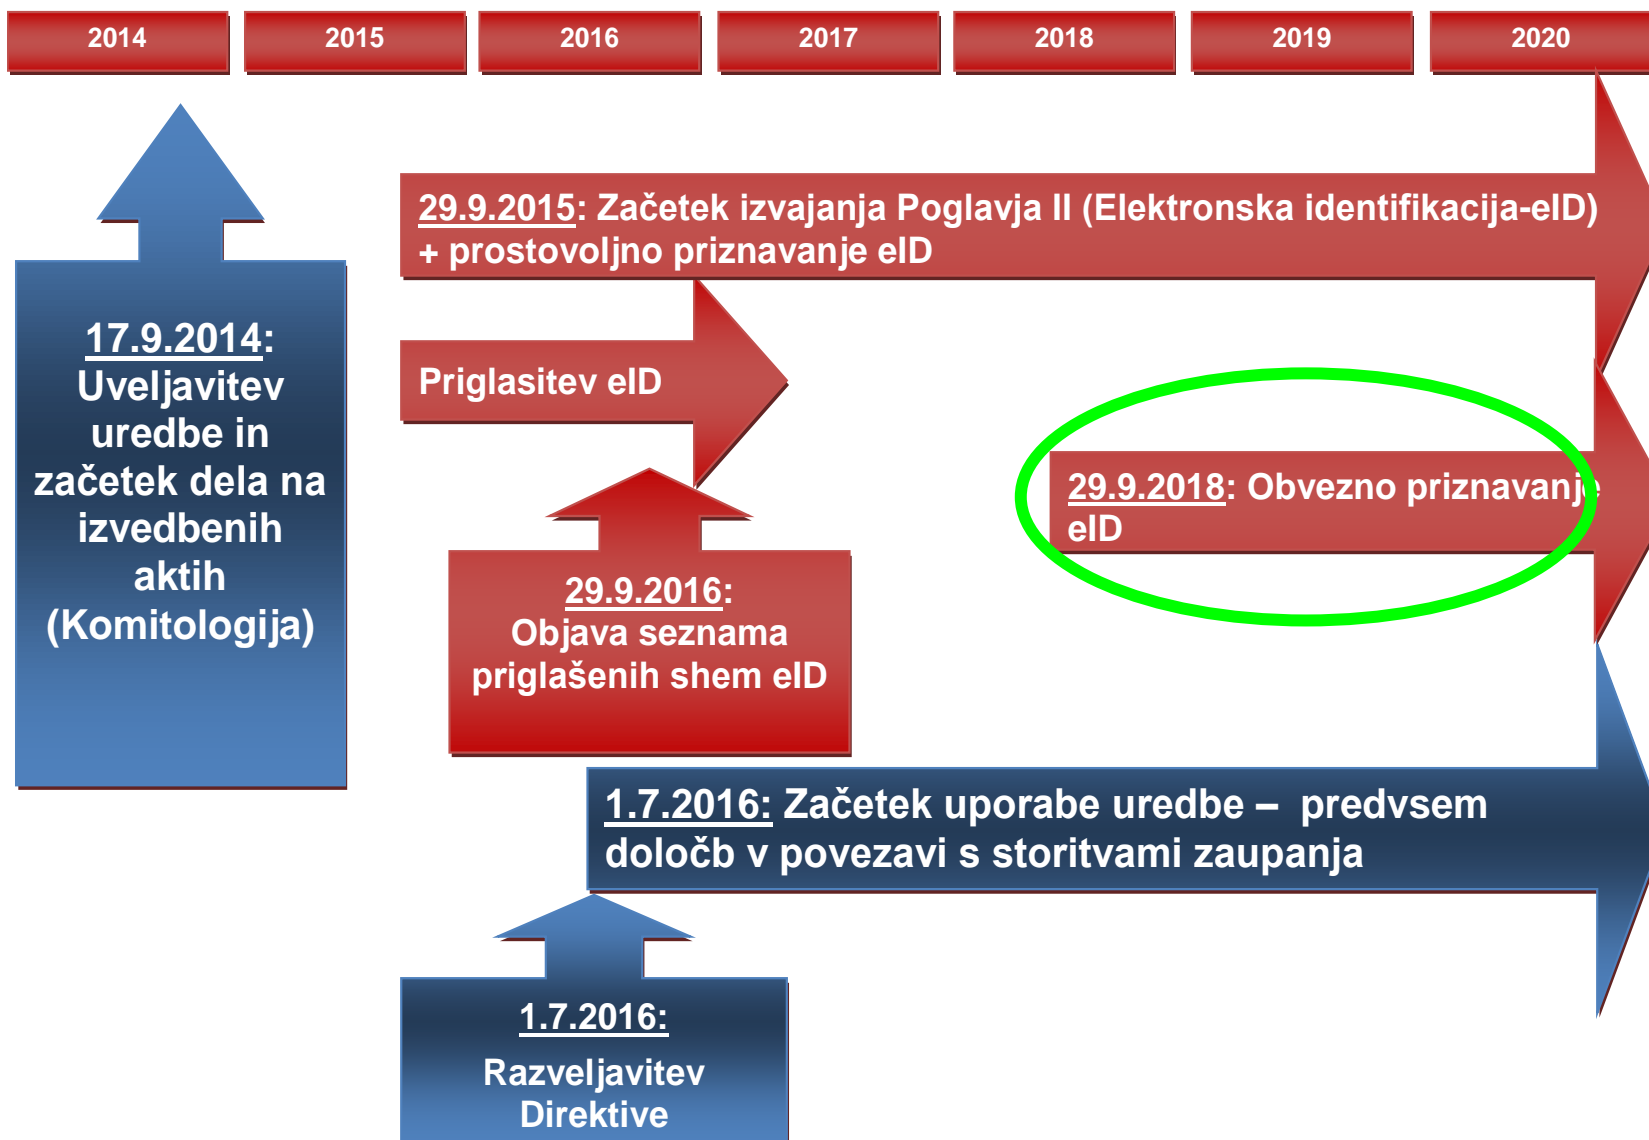 2014 2015 2016 2017 2018 2019 2020
17.9.2014:
Uveljavitev
uredbe in
začetek dela na
izvedbenih
aktih
(Komitologija)
29.9.2015: Začetek izvajanja Poglavja II (Elektronska identifikacija-eID)
+ prostovoljno priznavanje eID
Priglasitev eID
29.9.2018: Obvezno priznavanje
eID
29.9.2016:
Objava seznama
priglašenih shem eID
1.7.2016: Začetek uporabe uredbe – predvsem
določb v povezavi s storitvami zaupanja
1.7.2016:
Razveljavitev
Direktive